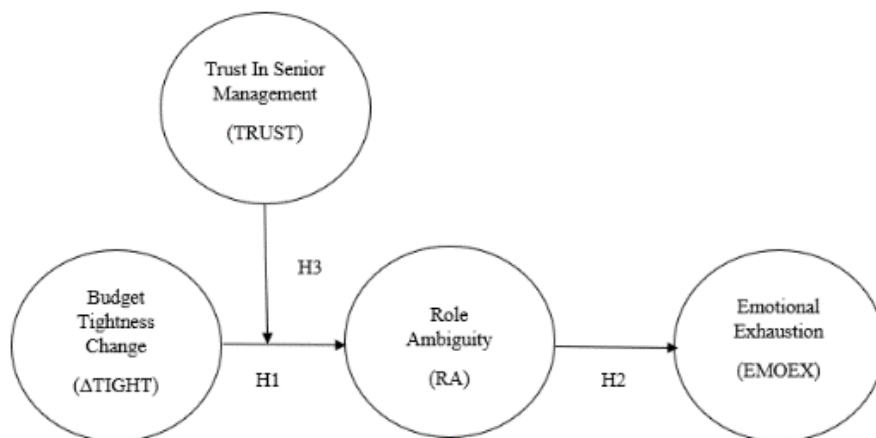 Trust In Senior
Management
(TRUST)
H3
Budget
Tightness
Change
(ΔTIGHT)
H1
Role
Ambiguity
(RA)
H2
Emotional
Exhaustion
(EMOEX)